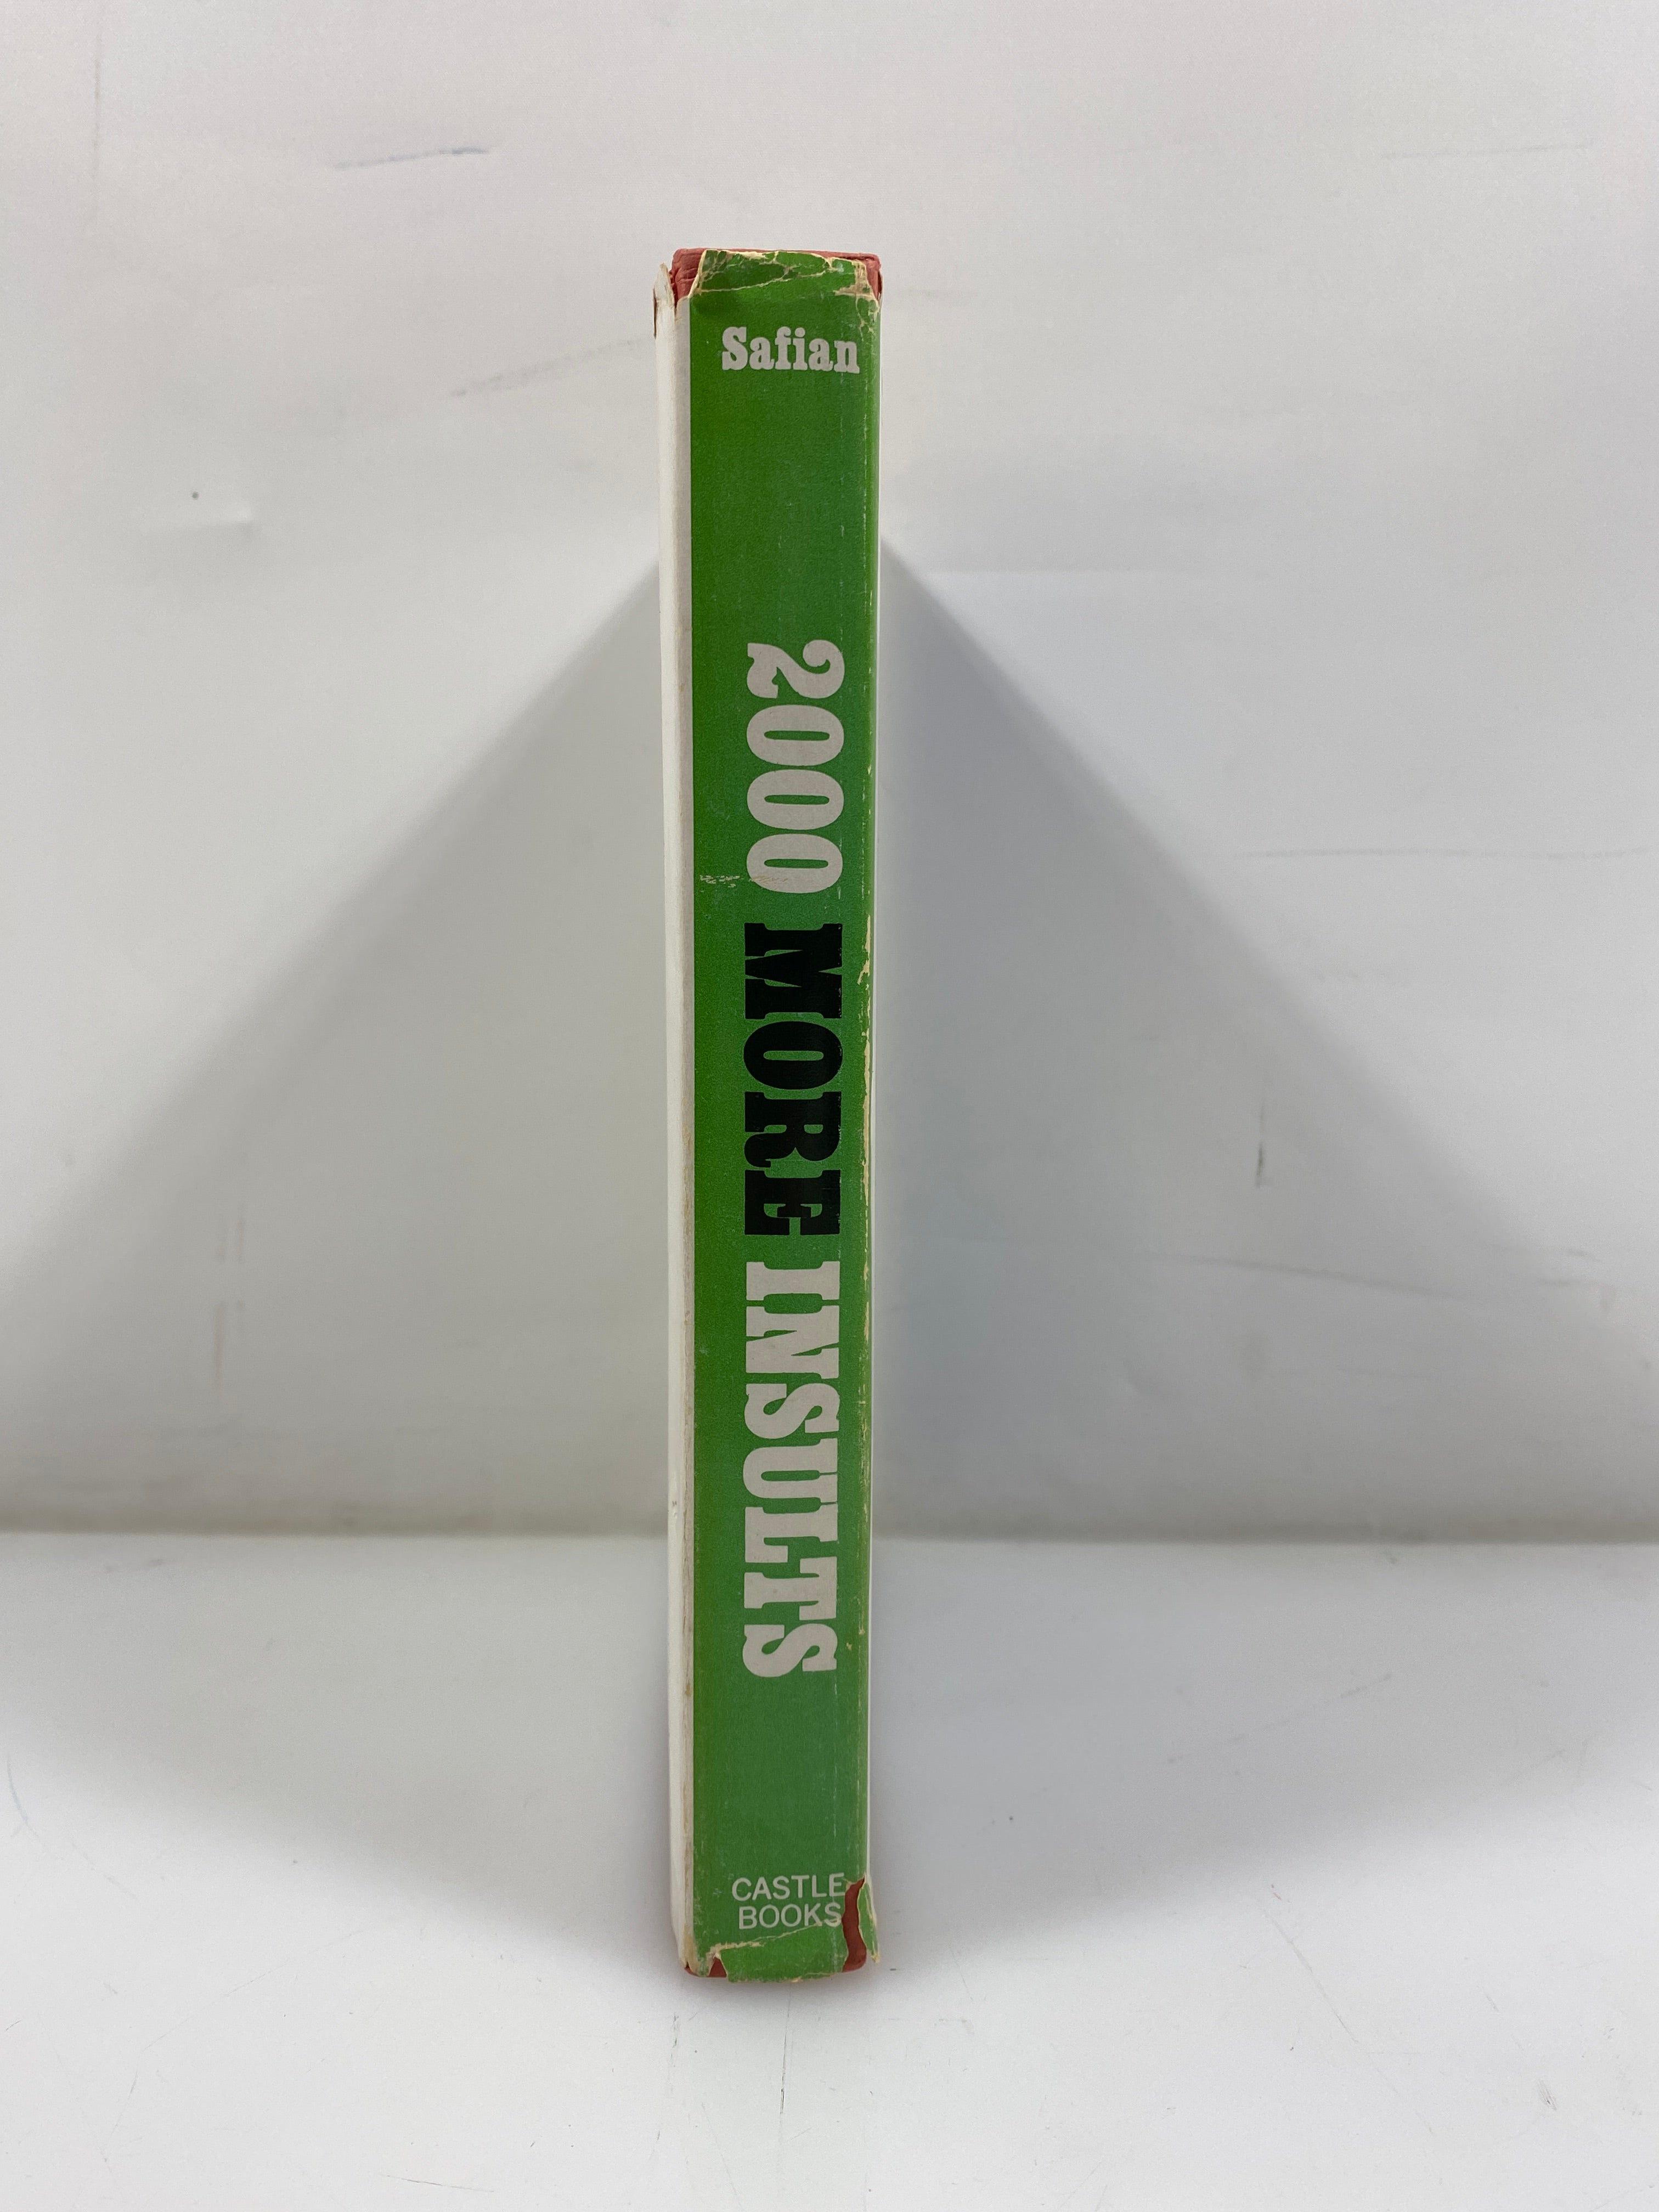 Safian
2000 MORE INSULTS
CASTLE
BOOKS